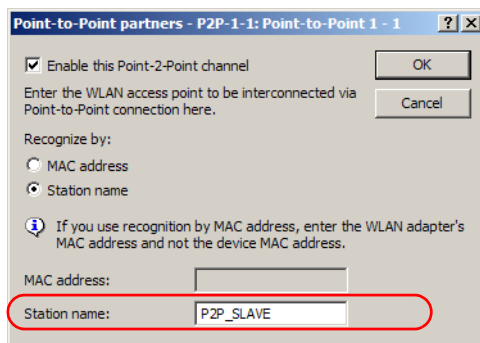 Point-to-Point partners - P2P-1-1: Point-to-Point 1 - 1
Enable this Point-2-Point channel
OK
Enter the WLAN access point to be interconnected via
Point-to-Point connection here.
Cancel
Recognize by:
MAC address
Station name
If you use recognition by MAC address, enter the WLAN adapter's
MAC address and not the device MAC address.
MAC address:
Station name: P2P_SLAVE